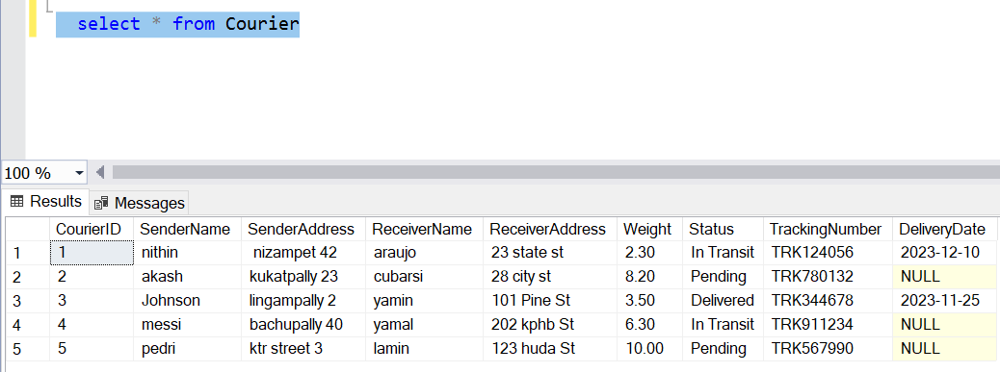 select * from Courier
100 %
Results Messages
CourierID SenderName SenderAddress ReceiverName ReceiverAddress Weight Status TrackingNumber DeliveryDate
1 1 nithin nizampet 42 araujo 23 state st 2.30 In Transit TRK124056 2023-12-10
2 2 akash kukatpally 23 cubarsi 28 city st 8.20 Pending TRK780132 NULL
3 3 Johnson lingampally 2 yamin 101 Pine St 3.50 Delivered TRK344678 2023-11-25
4 4 messi bachupally 40 yamal 202 kphb St 6.30 In Transit TRK911234 NULL
5 5 pedri ktr street 3 lamin 123 huda St 10.00 Pending TRK567990 NULL